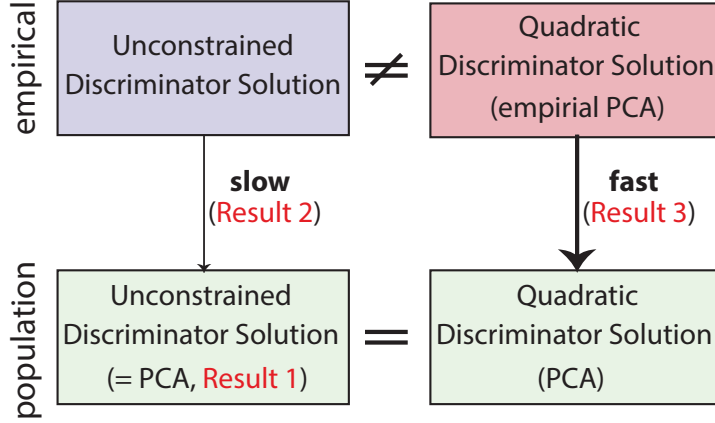 empirical
Unconstrained
Discriminator Solution
≠
Quadratic
Discriminator Solution
(empirial PCA)
slow
(Result 2)
fast
(Result 3)
population
Unconstrained
Discriminator Solution
(= PCA, Result 1)
=
Quadratic
Discriminator Solution
(PCA)